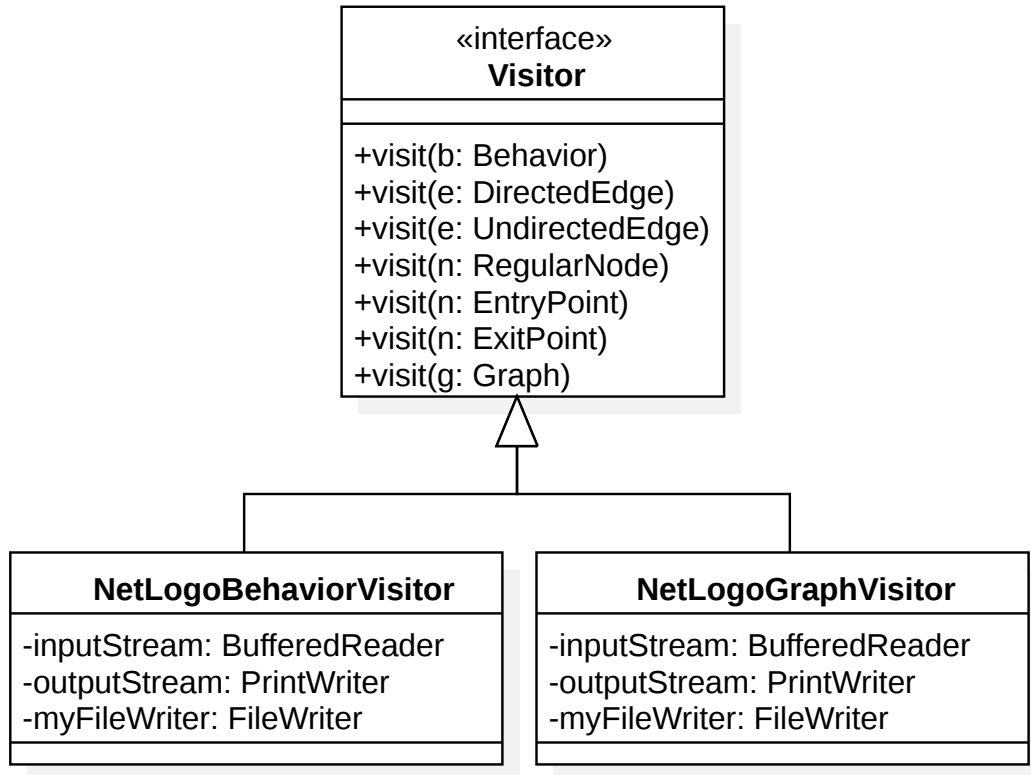 «interface»
Visitor
+visit(b: Behavior)
+visit(e: DirectedEdge)
+visit(e: UndirectedEdge)
+visit(n: RegularNode)
+visit(n: EntryPoint)
+visit(n: ExitPoint)
+visit(g: Graph)
NetLogoBehaviorVisitor
-inputStream: BufferedReader
-outputStream: PrintWriter
-myFileWriter: FileWriter
NetLogoGraphVisitor
-inputStream: BufferedReader
-outputStream: PrintWriter
-myFileWriter: FileWriter